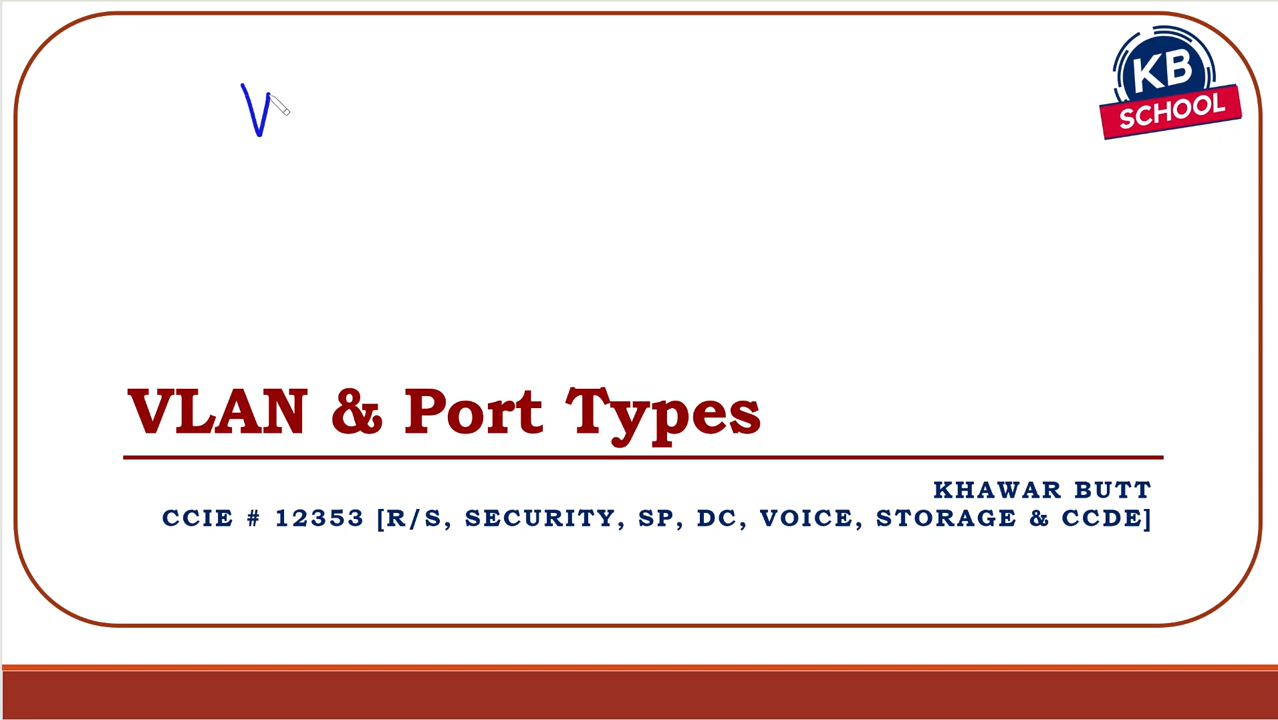 KB
SCHOOL
V
VLAN & Port Types
KHAWAR BUTT
CCIE # 12353 [R/S, SECURITY, SP, DC, VOICE, STORAGE & CCDE]